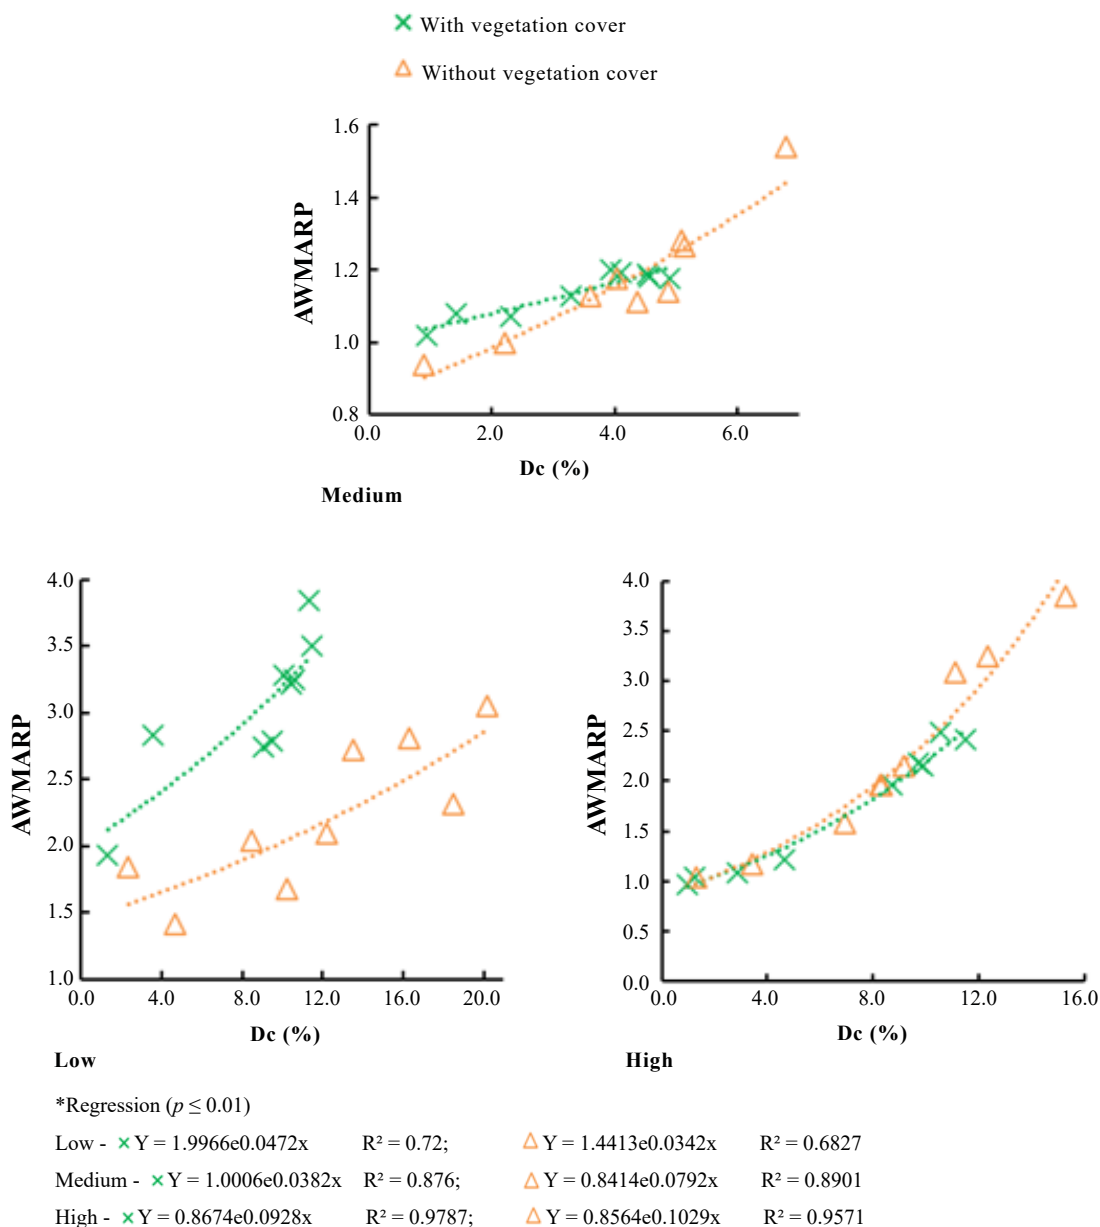 With vegetation cover
Without vegetation cover
1.6
1.4
1.2
1.0
0.8
AWMARP
0.0 2.0 4.0 6.0
Dc (%)
Medium
4.0
3.5
3.0
2.5
2.0
1.5
1.0
AWMARP
0.0 4.0 8.0 12.0 16.0 20.0
Dc (%)
Low
4.0
3.5
3.0
2.5
2.0
1.5
1.0
0.5
0.0
AWMARP
0.0 4.0 8.0 12.0 16.0
Dc (%)
High
*Regression (p ≤ 0.01)
Low - × Y = 1.9966e0.0472x R² = 0.72; △ Y = 1.4413e0.0342x R² = 0.6827
Medium - × Y = 1.0006e0.0382x R² = 0.876; △ Y = 0.8414e0.0792x R² = 0.8901
High - × Y = 0.8674e0.0928x R² = 0.9787; △ Y = 0.8564e0.1029x R² = 0.9571